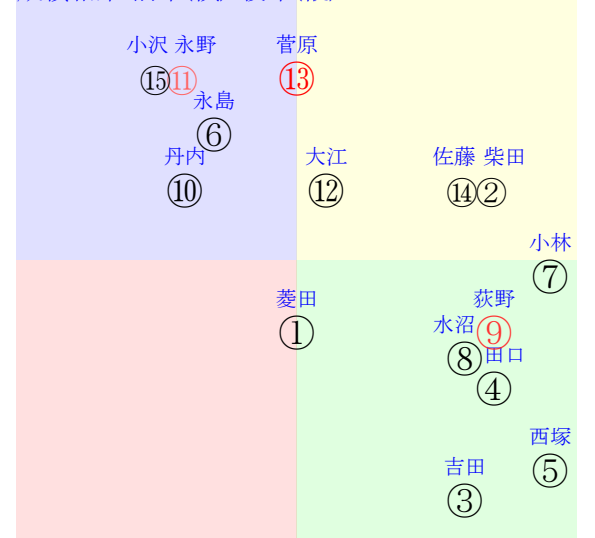 小沢 永野 菅原
⑮⑪ ⑬
永島
⑥
丹内 大江 佐藤 柴田
⑩ ⑫ ⑭②
小林
⑦
菱田 荻野
① ⑨
水沼
⑧ 田口
④
西塚
⑤
吉田
③